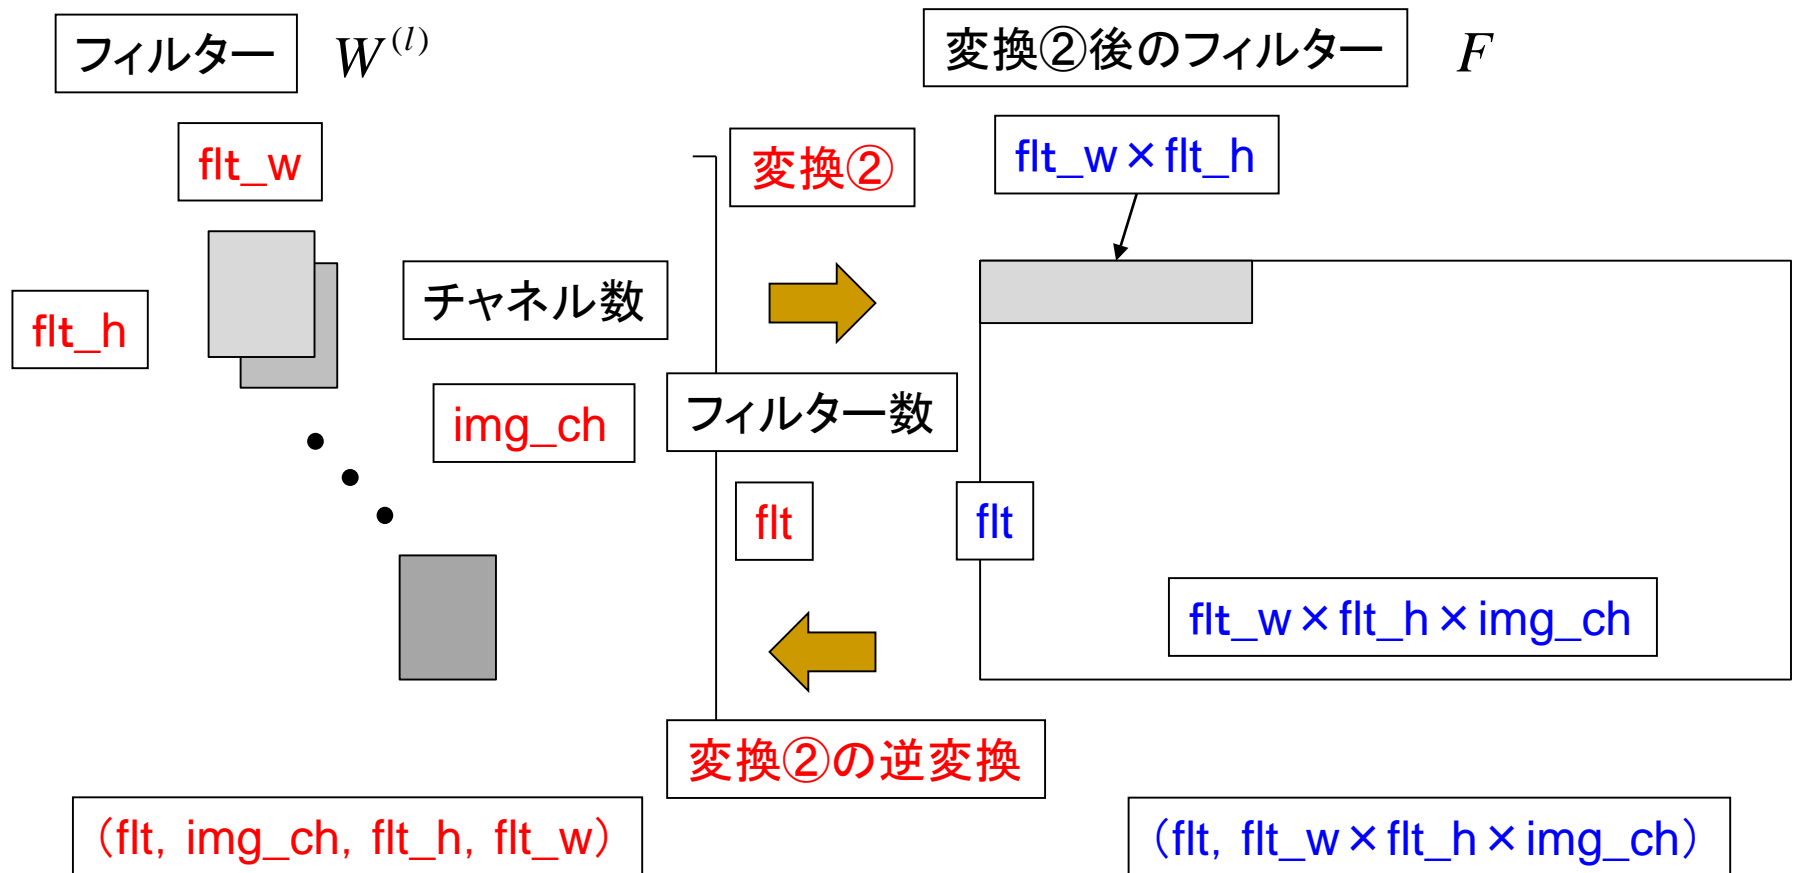 フィルター W^(l)
変換②後のフィルター F
flt_w
変換②
flt_w×flt_h
flt_h
チャネル数
img_ch
フィルター数
flt
flt
flt_w×flt_h×img_ch
変換②の逆変換
(flt, img_ch, flt_h, flt_w)
(flt, flt_w×flt_h×img_ch)